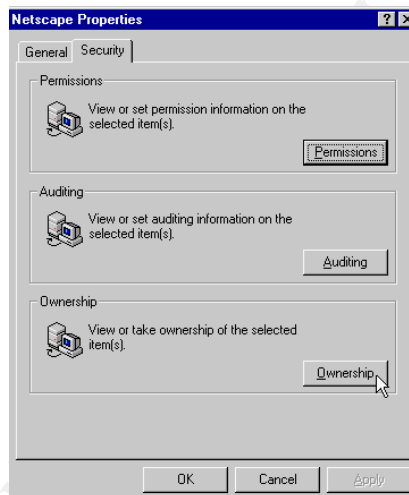 Netscape Properties
General Security
Permissions
View or set permission information on the
selected item(s).
Permissions
Auditing
View or set auditing information on the
selected item(s).
Auditing
Ownership
View or take ownership of the selected
item(s).
Ownership
OK Cancel Apply